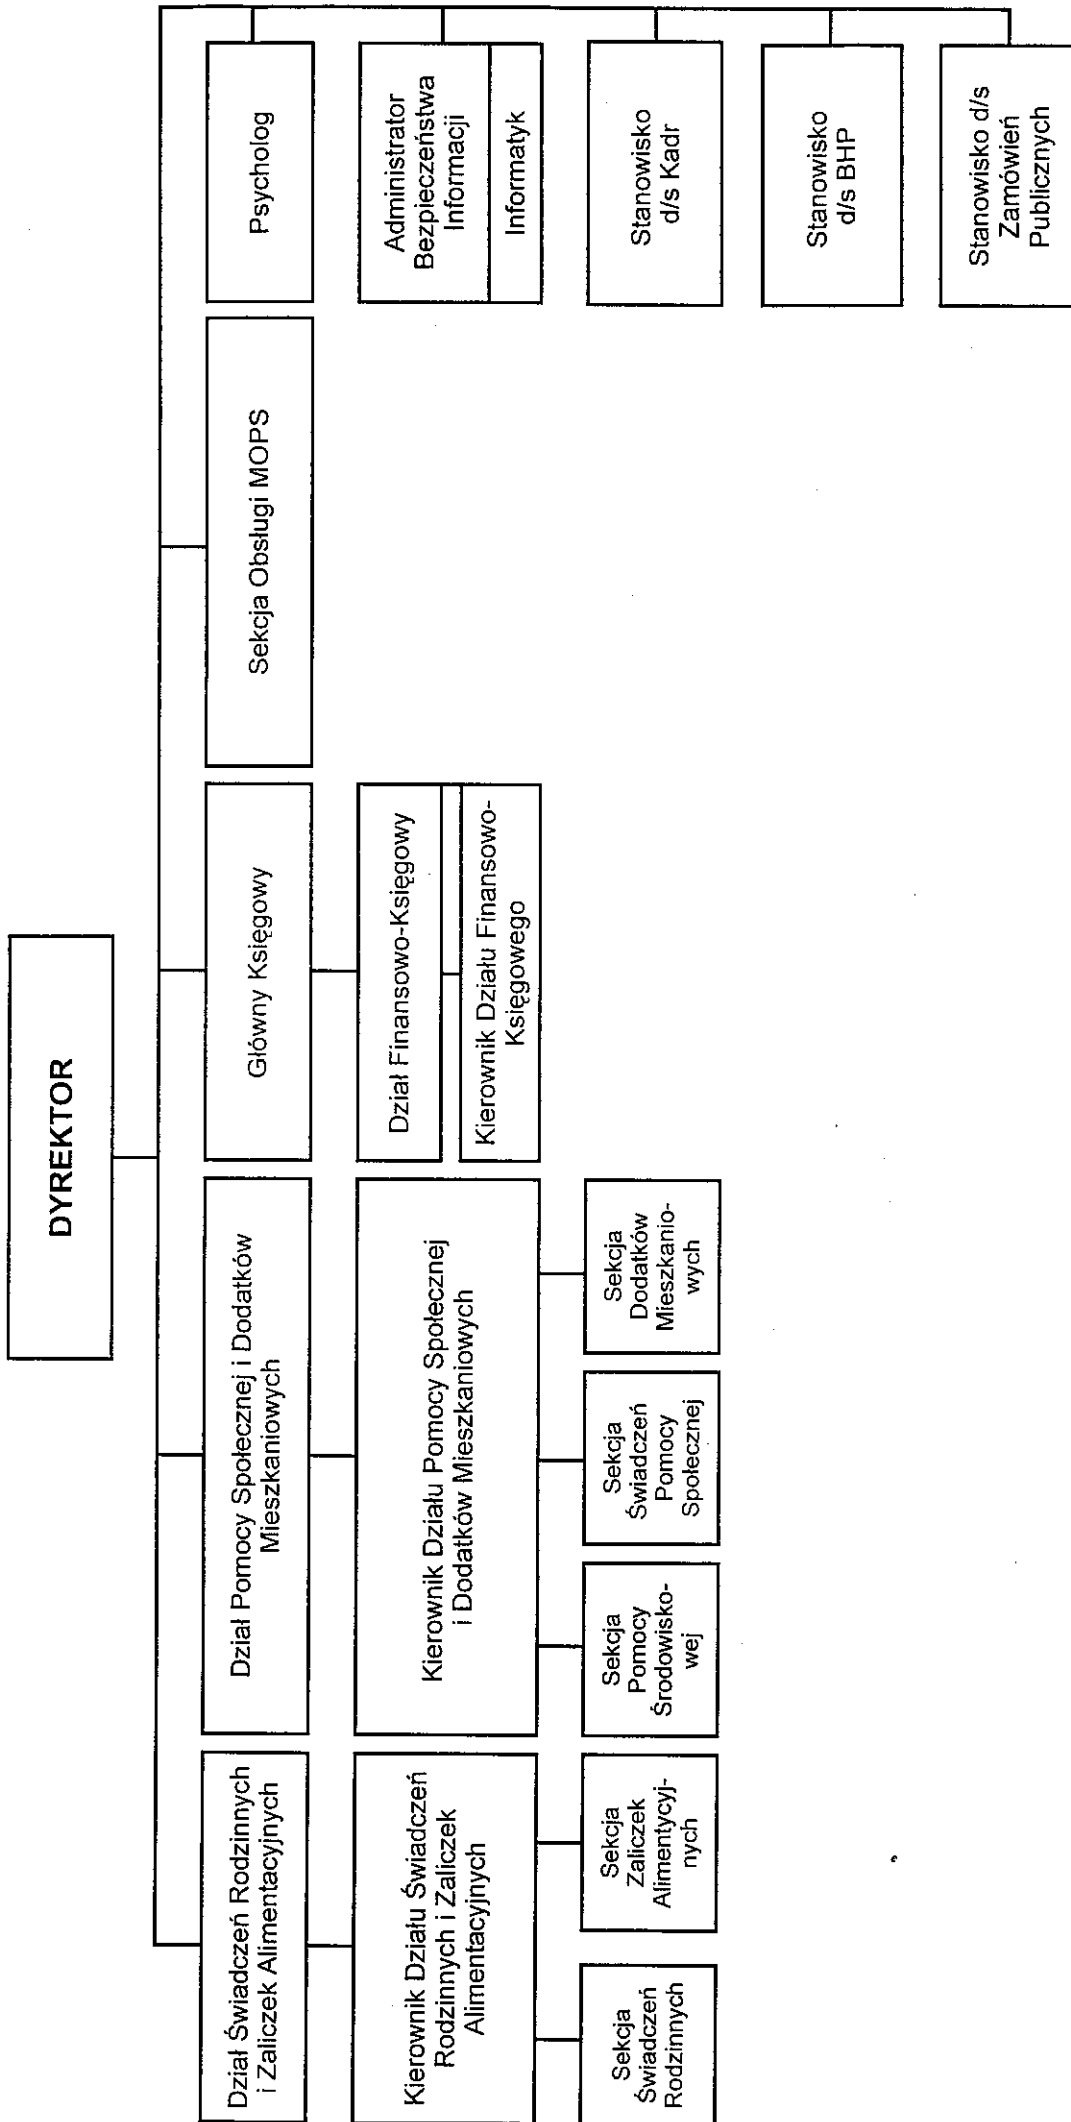 DYREKTOR
Dział Świadczeń Rodzinnych
i Zaliczek Alimentacyjnych
Dział Pomocy Społecznej i Dodatków
Mieszkaniowych
Główny Księgowy
Sekcja Obsługi MOPS
Psycholog
Kierownik Działu Świadczeń
Rodzinnych i Zaliczek
Alimentacyjnych
Kierownik Działu Pomocy Społecznej
i Dodatków Mieszkaniowych
Dział Finansowo-Księgowy
Kierownik Działu Finansowo-
Księgowego
Administrator
Bezpieczeństwa
Informacji
Informatyk
Sekcja
Świadczeń
Rodzinnych
Sekcja
Zaliczek
Alimentycyj-
nych
Sekcja
Pomocy
Środowisko-
wej
Sekcja
Świadczeń
Pomocy
Społecznej
Sekcja
Dodatków
Mieszkanio-
wych
Stanowisko
d/s Kadr
Stanowisko
d/s BHP
Stanowisko d/s
Zamówień
Publicznych